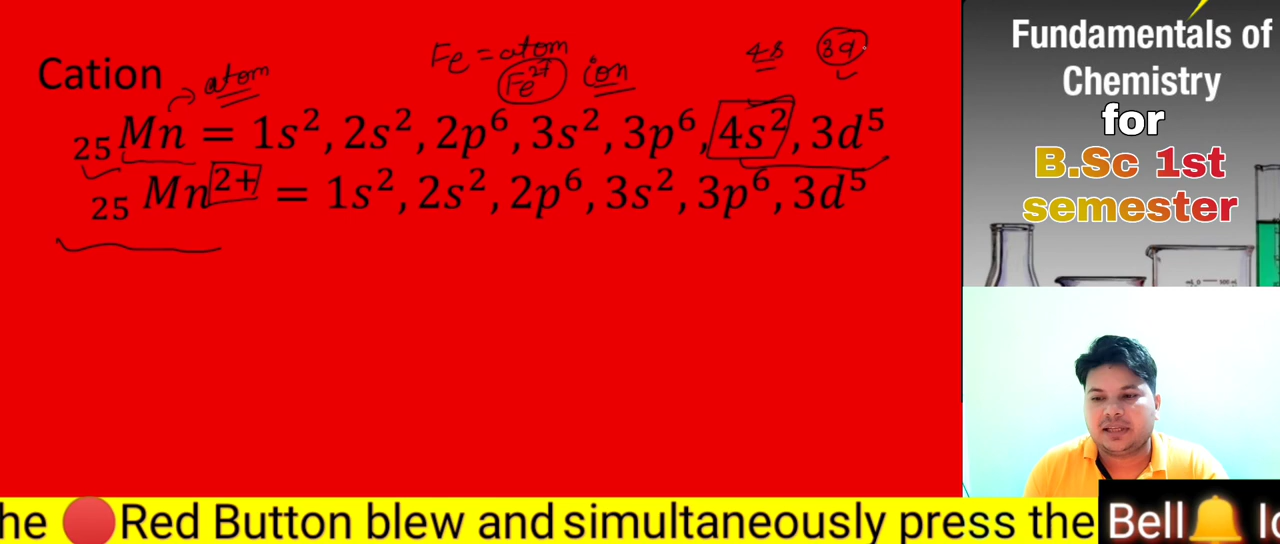 Cation
atom
Fe = atom
Fe²⁺ ion
4s 3d
₂₅Mn = 1s², 2s², 2p⁶, 3s², 3p⁶, 4s², 3d⁵
₂₅Mn²⁺ = 1s², 2s², 2p⁶, 3s², 3p⁶, 3d⁵
Fundamentals of
Chemistry
for
B.Sc 1st
semester
he 🔴Red Button blew and simultaneously press the Bell🔔 Ic